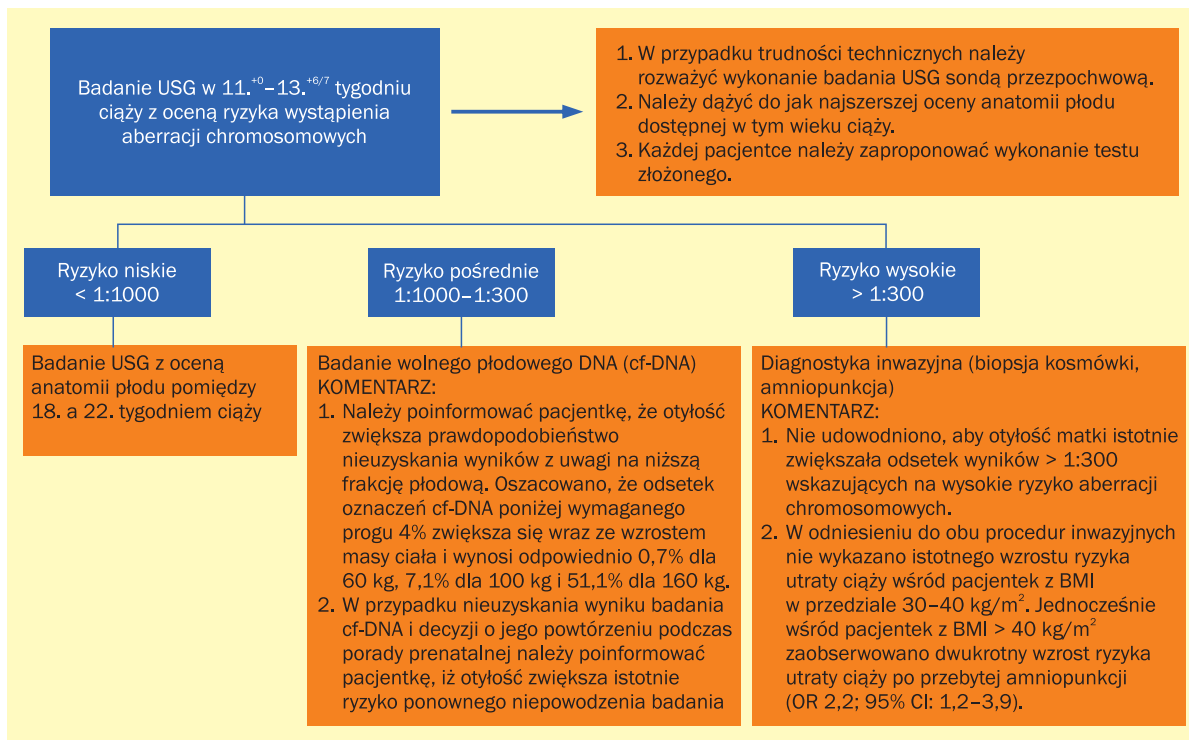 Badanie USG w 11.⁺⁰–13.⁺⁶/⁷ tygodniu
ciąży z oceną ryzyka wystąpienia
aberracji chromosomowych
1. W przypadku trudności technicznych należy
rozważyć wykonanie badania USG sondą przezpochwową.
2. Należy dążyć do jak najszerszej oceny anatomii płodu
dostępnej w tym wieku ciąży.
3. Każdej pacjentce należy zaproponować wykonanie testu
złożonego.
Ryzyko niskie
< 1:1000
Badanie USG z oceną
anatomii płodu pomiędzy
18. a 22. tygodniem ciąży
Ryzyko pośrednie
1:1000–1:300
Badanie wolnego płodowego DNA (cf-DNA)
KOMENTARZ:
1. Należy poinformować pacjentkę, że otyłość
zwiększa prawdopodobieństwo
nieuzyskania wyników z uwagi na niższą
frakcję płodową. Oszacowano, że odsetek
oznaczeń cf-DNA poniżej wymaganego
progu 4% zwiększa się wraz ze wzrostem
masy ciała i wynosi odpowiednio 0,7% dla
60 kg, 7,1% dla 100 kg i 51,1% dla 160 kg.
2. W przypadku nieuzyskania wyniku badania
cf-DNA i decyzji o jego powtórzeniu podczas
porady prenatalnej należy poinformować
pacjentkę, iż otyłość zwiększa istotnie
ryzyko ponownego niepowodzenia badania
Ryzyko wysokie
> 1:300
Diagnostyka inwazyjna (biopsja kosmówki,
amniopunkcja)
KOMENTARZ:
1. Nie udowodniono, aby otyłość matki istotnie
zwiększała odsetek wyników > 1:300
wskazujących na wysokie ryzyko aberracji
chromosomowych.
2. W odniesieniu do obu procedur inwazyjnych
nie wykazano istotnego wzrostu ryzyka
utraty ciąży wśród pacjentek z BMI
w przedziale 30–40 kg/m². Jednocześnie
wśród pacjentek z BMI > 40 kg/m²
zaobserwowano dwukrotny wzrost ryzyka
utraty ciąży po przebytej amniopunkcji
(OR 2,2; 95% CI: 1,2–3,9).